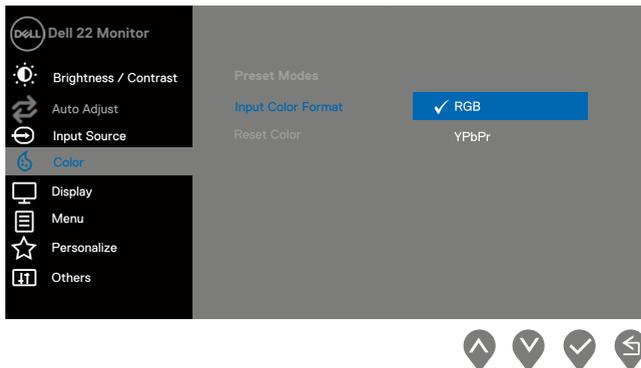 DELL Dell 22 Monitor
Brightness / Contrast
Auto Adjust
Input Source
Color
Display
Menu
Personalize
Others
Preset Modes
Input Color Format
Reset Color
RGB
YPbPr